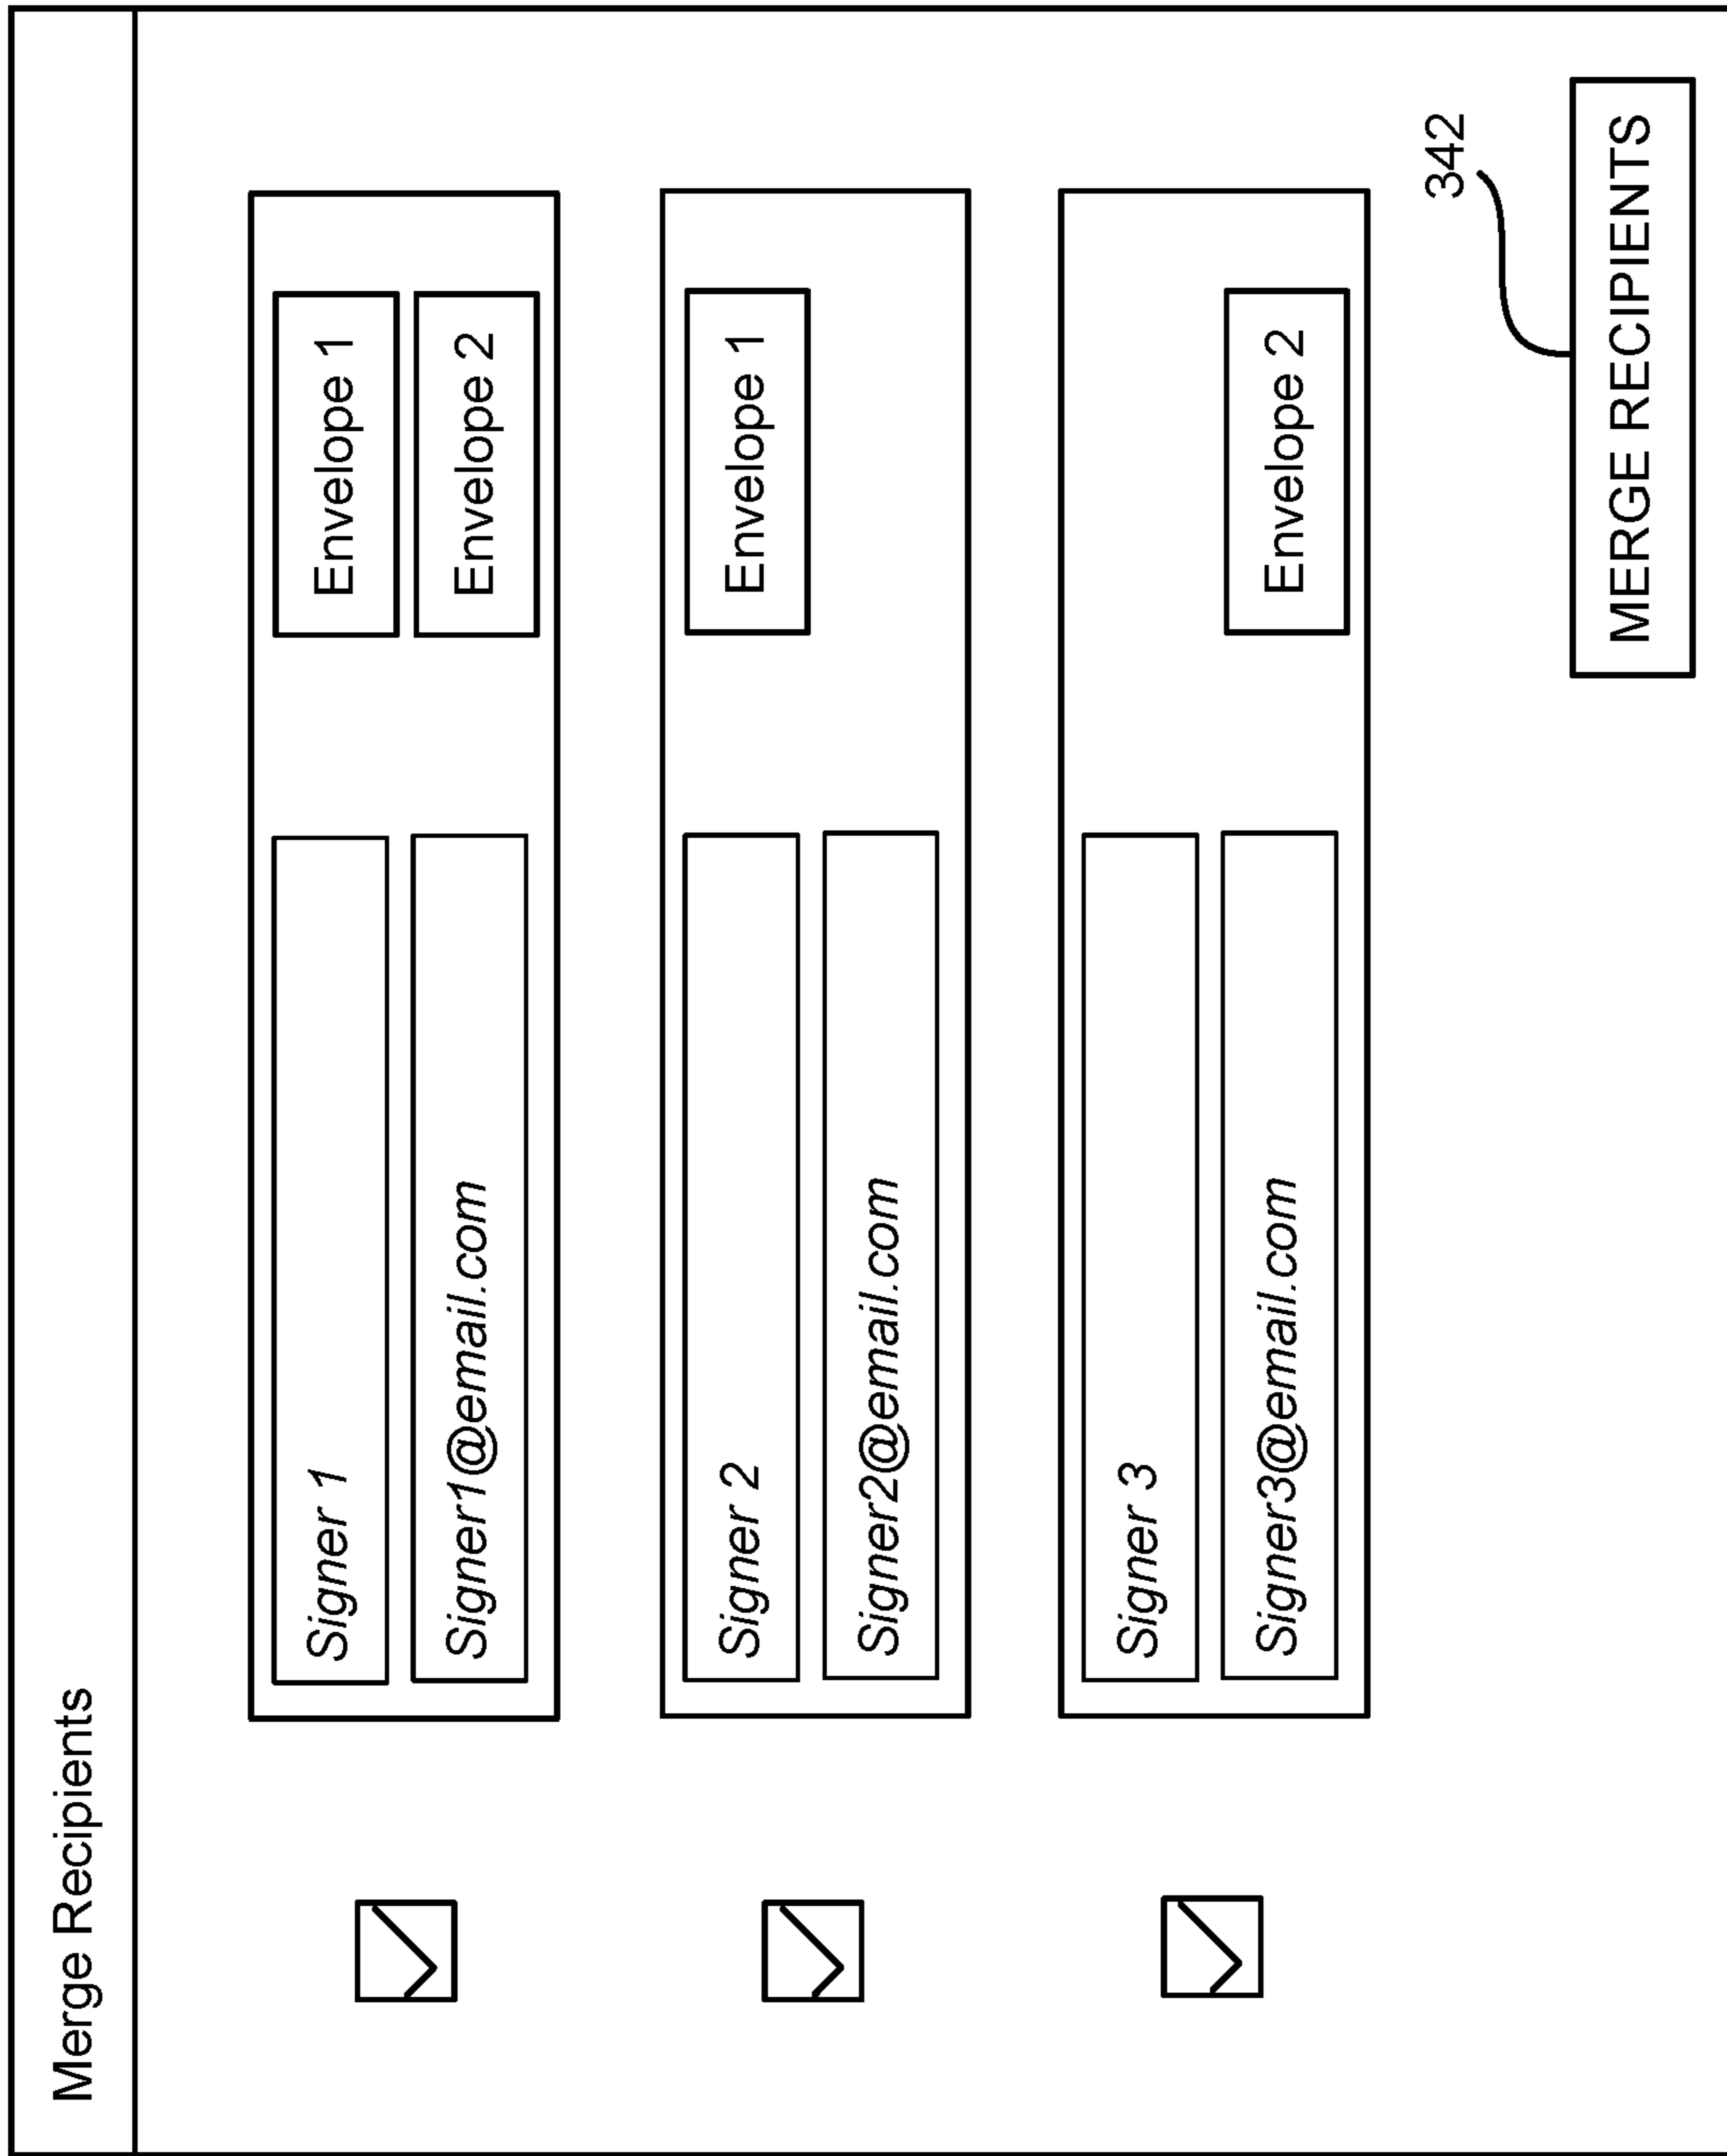 Merge Recipients
Signer 1
Envelope 1
Signer1@email.com
Envelope 2
Signer 2
Envelope 1
Signer2@email.com
Signer 3
Signer3@email.com
Envelope 2
342
MERGE RECIPIENTS